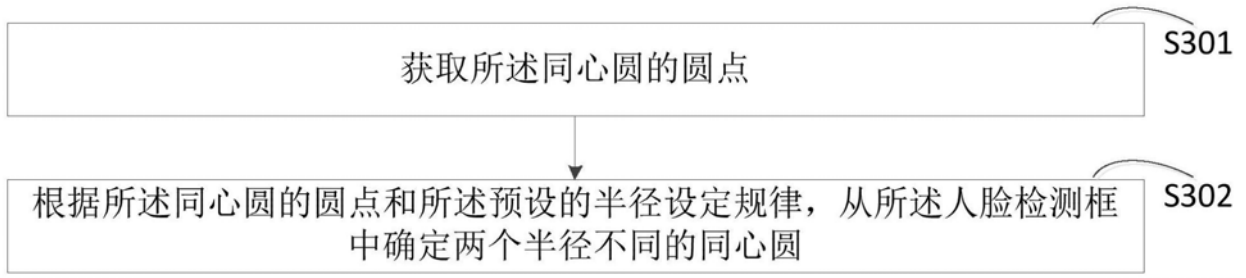 获取所述同心圆的圆点
S301
根据所述同心圆的圆点和所述预设的半径设定规律，从所述人脸检测框
中确定两个半径不同的同心圆
S302